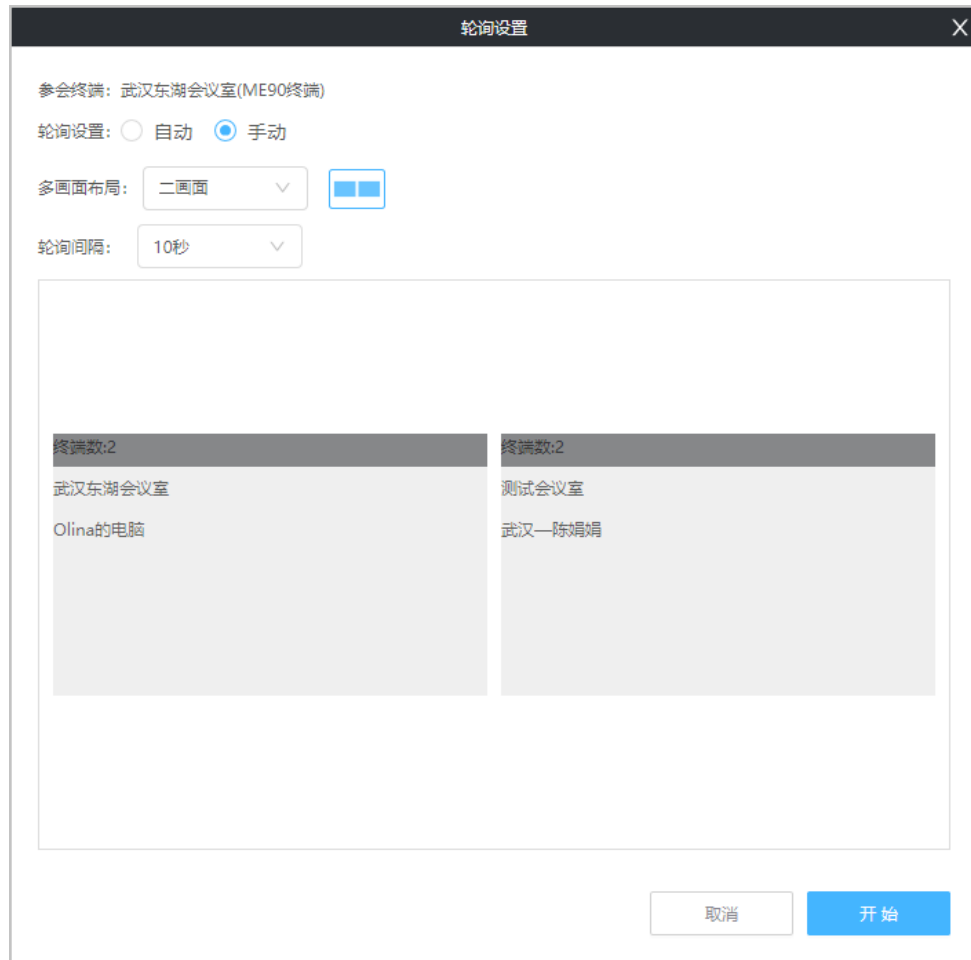 轮询设置 X
参会终端：武汉东湖会议室(ME90终端)
轮询设置： 自动 手动
多画面布局： 二画面
轮询间隔： 10秒
终端数:2 终端数:2
武汉东湖会议室 测试会议室
Olina的电脑 武汉—陈娟娟
取消 开 始